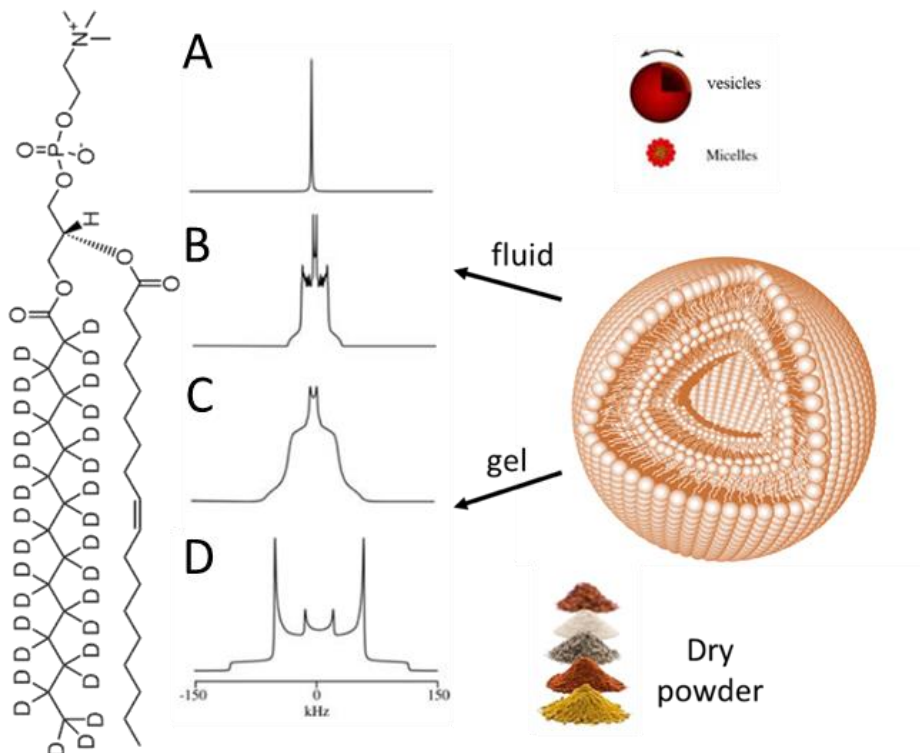 N+
O
O=P-O-
O
H
O
O
O
O
D D
D D
D D
D D
D D
D D
D D
D D
D D
D D
D D
D D
D D
D D
D D D
A
B
C
D
-150 0 150
kHz
vesicles
Micelles
fluid
gel
Dry
powder